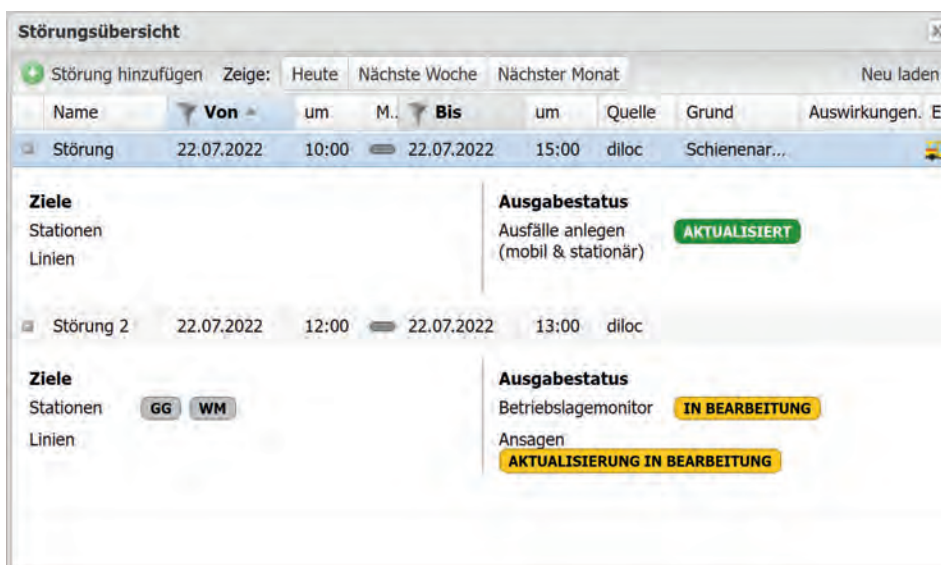 Störungsübersicht
Störung hinzufügen Zeige: Heute Nächste Woche Nächster Monat Neu laden
Name Von um M.. Bis um Quelle Grund Auswirkungen. E
Störung 22.07.2022 10:00 22.07.2022 15:00 diloc Schienenar...
Ziele Ausgabestatus
Stationen Ausfälle anlegen AKTUALISIERT
(mobil & stationär)
Linien
Störung 2 22.07.2022 12:00 22.07.2022 13:00 diloc
Ziele Ausgabestatus
Stationen GG WM Betriebslagemonitor IN BEARBEITUNG
Linien Ansagen
AKTUALISIERUNG IN BEARBEITUNG